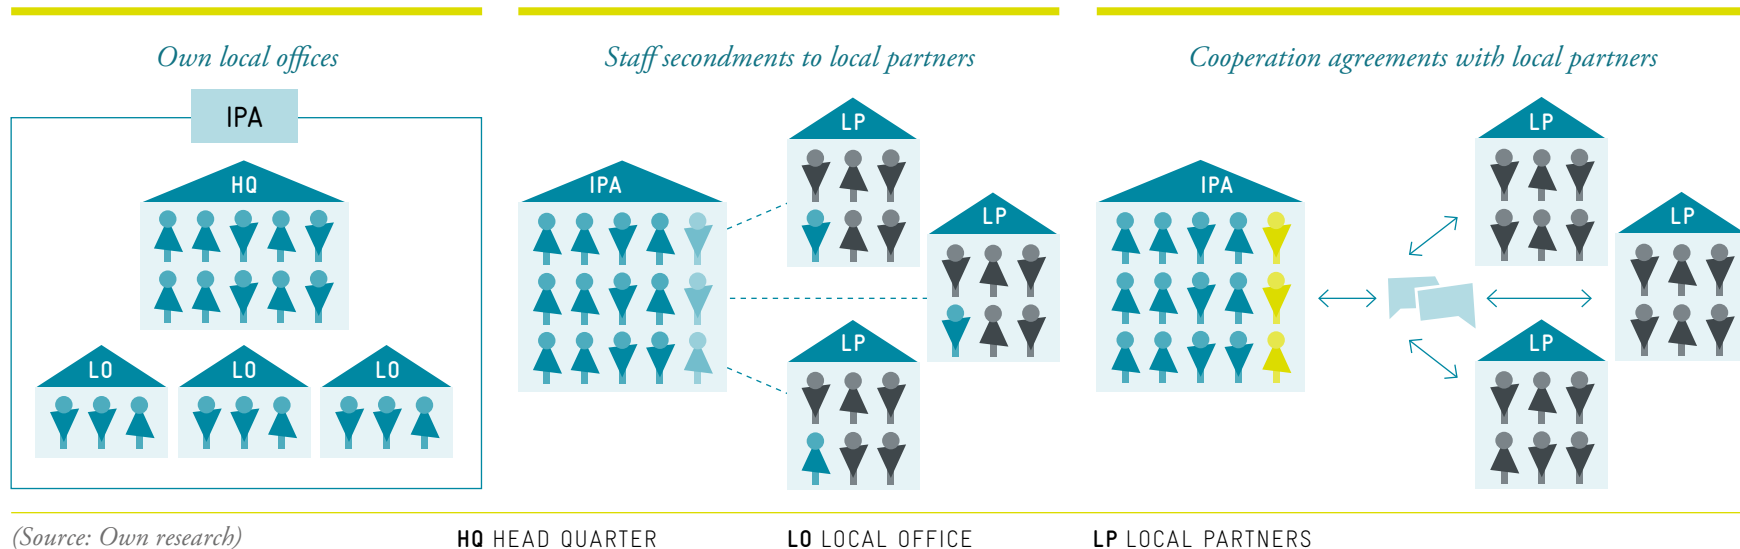 Own local offices
Staff secondments to local partners
Cooperation agreements with local partners
IPA
HQ
LO
LO
LO
IPA
LP
LP
LP
IPA
LP
LP
LP
(Source: Own research)
HQ HEAD QUARTER
LO LOCAL OFFICE
LP LOCAL PARTNERS